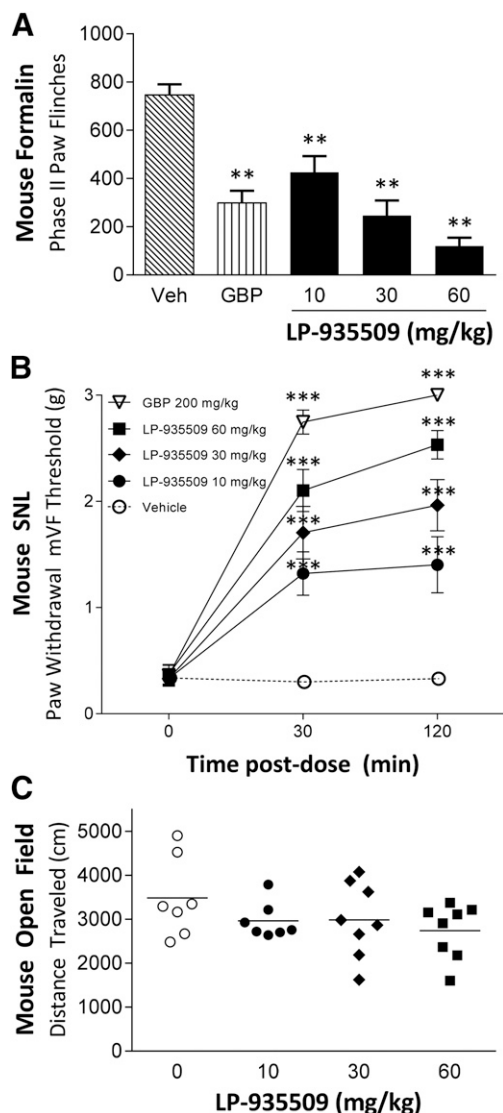 A
Mouse Formalin
Phase II Paw Flinches
1000
800
600
400
200
0
**
**
**
**
Veh
GBP
10
30
60
LP-935509 (mg/kg)
B
Mouse SNL
Paw Withdrawal mVF Threshold (g)
3
2
1
0
GBP 200 mg/kg
LP-935509 60 mg/kg
LP-935509 30 mg/kg
LP-935509 10 mg/kg
Vehicle
***
***
***
***
***
***
***
***
0
30
120
Time post-dose (min)
C
Mouse Open Field
Distance Traveled (cm)
5000
4000
3000
2000
1000
0
0
10
30
60
LP-935509 (mg/kg)